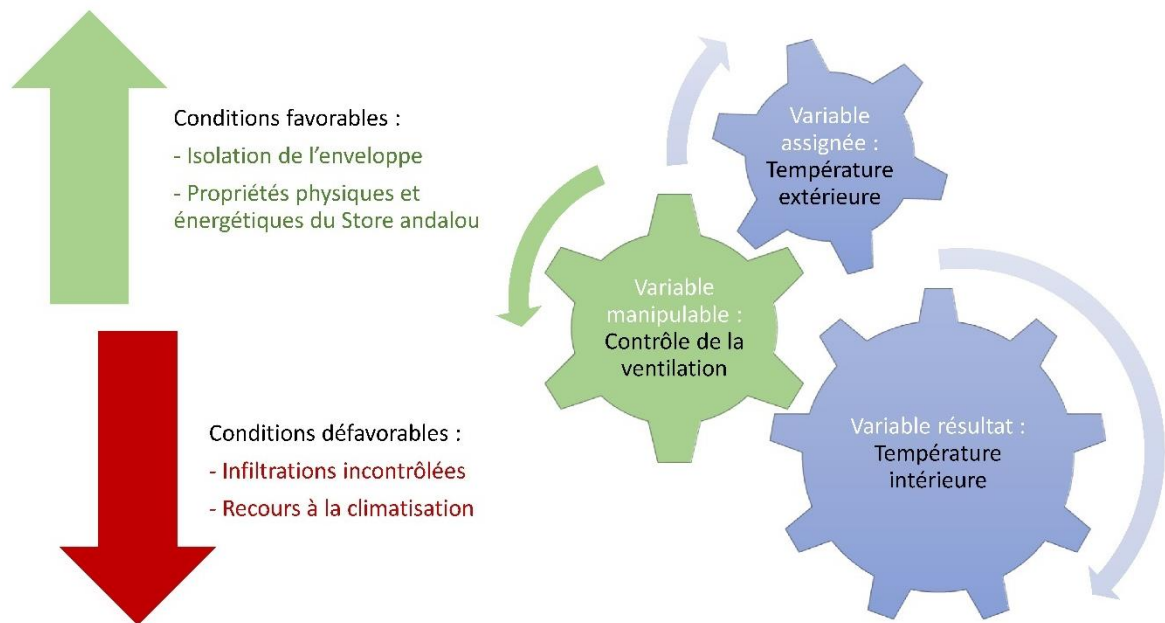 Conditions favorables :
- Isolation de l’enveloppe
- Propriétés physiques et
énergétiques du Store andalou
Conditions défavorables :
- Infiltrations incontrôlées
- Recours à la climatisation
Variable
assignée :
Température
extérieure
Variable
manipulable :
Contrôle de la
ventilation
Variable résultat :
Température
intérieure